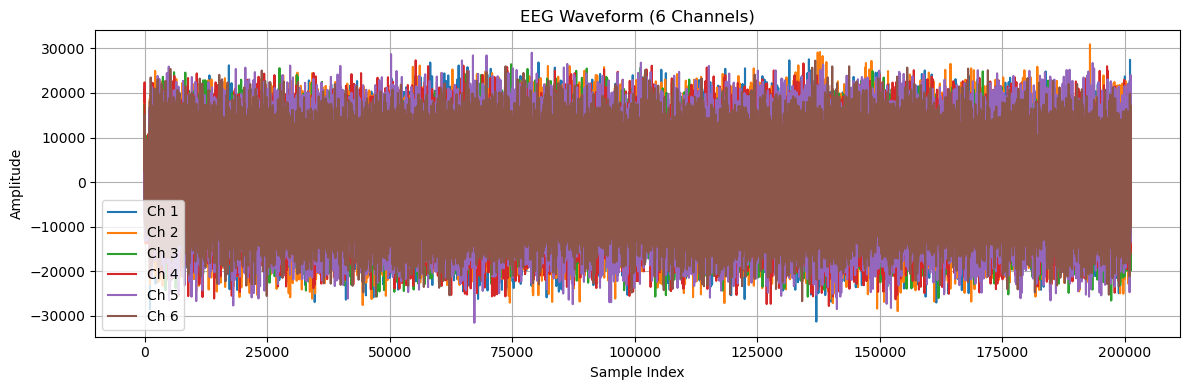 EEG Waveform (6 Channels)
30000
20000
10000
0
−10000
−20000
−30000
Amplitude
Ch 1
Ch 2
Ch 3
Ch 4
Ch 5
Ch 6
0 25000 50000 75000 100000 125000 150000 175000 200000
Sample Index